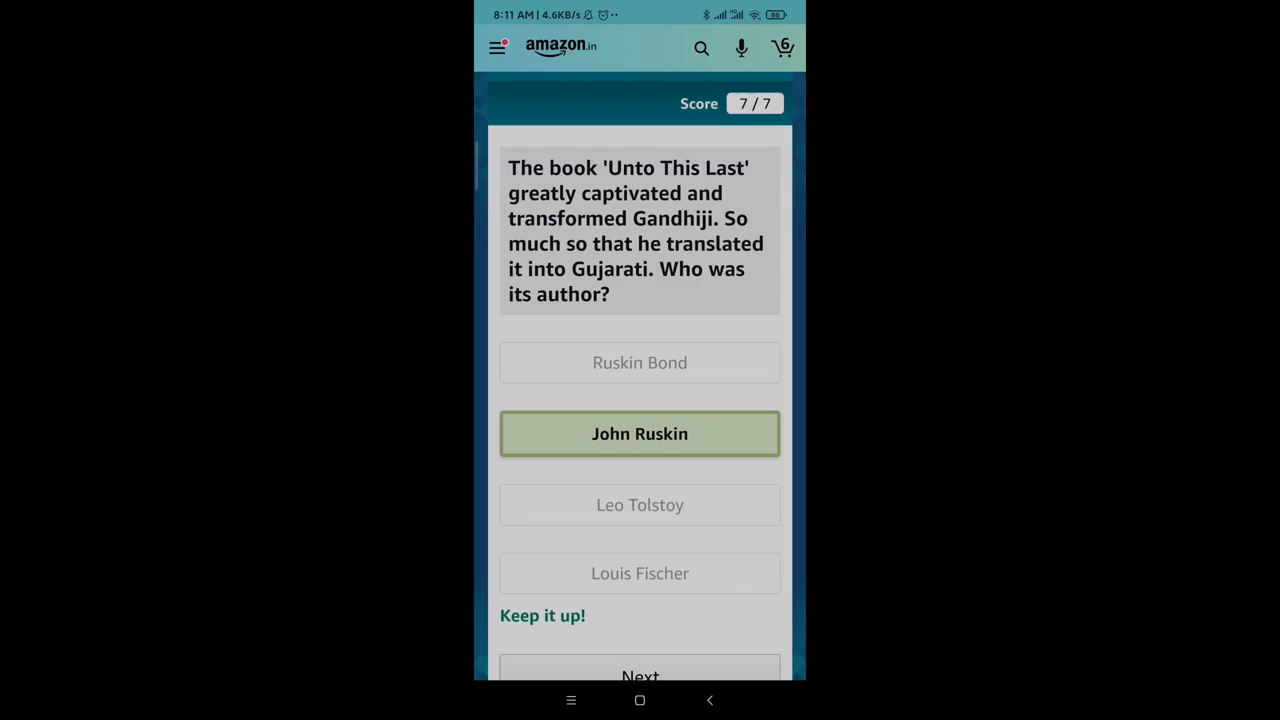 8:11 AM | 4.6KB/s
86
amazon.in
6
Score 7 / 7
The book 'Unto This Last'
greatly captivated and
transformed Gandhiji. So
much so that he translated
it into Gujarati. Who was
its author?
Ruskin Bond
John Ruskin
Leo Tolstoy
Louis Fischer
Keep it up!
Next